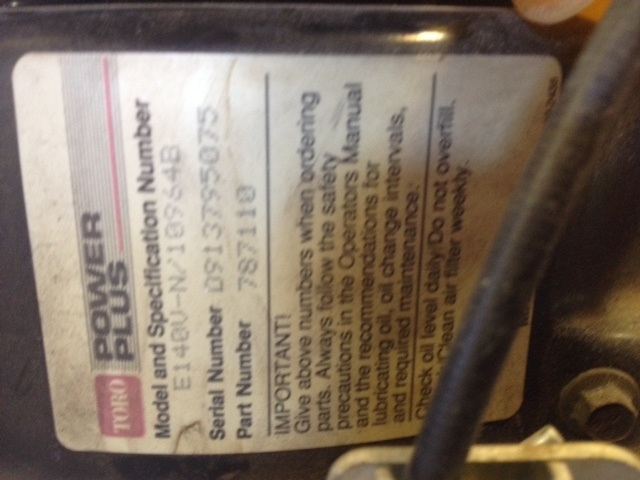 TORO
POWER
PLUS
Model and Specification Number
E140V-N/10964B
Serial Number D913795075
Part Number 787110
IMPORTANT!
Give above numbers when ordering
parts. Always follow the safety
precautions in the Operators Manual
and the recommendations for
lubricating oil, oil change intervals,
and required maintenance.
Check oil level daily/Do not overfill.
Clean air filter weekly.